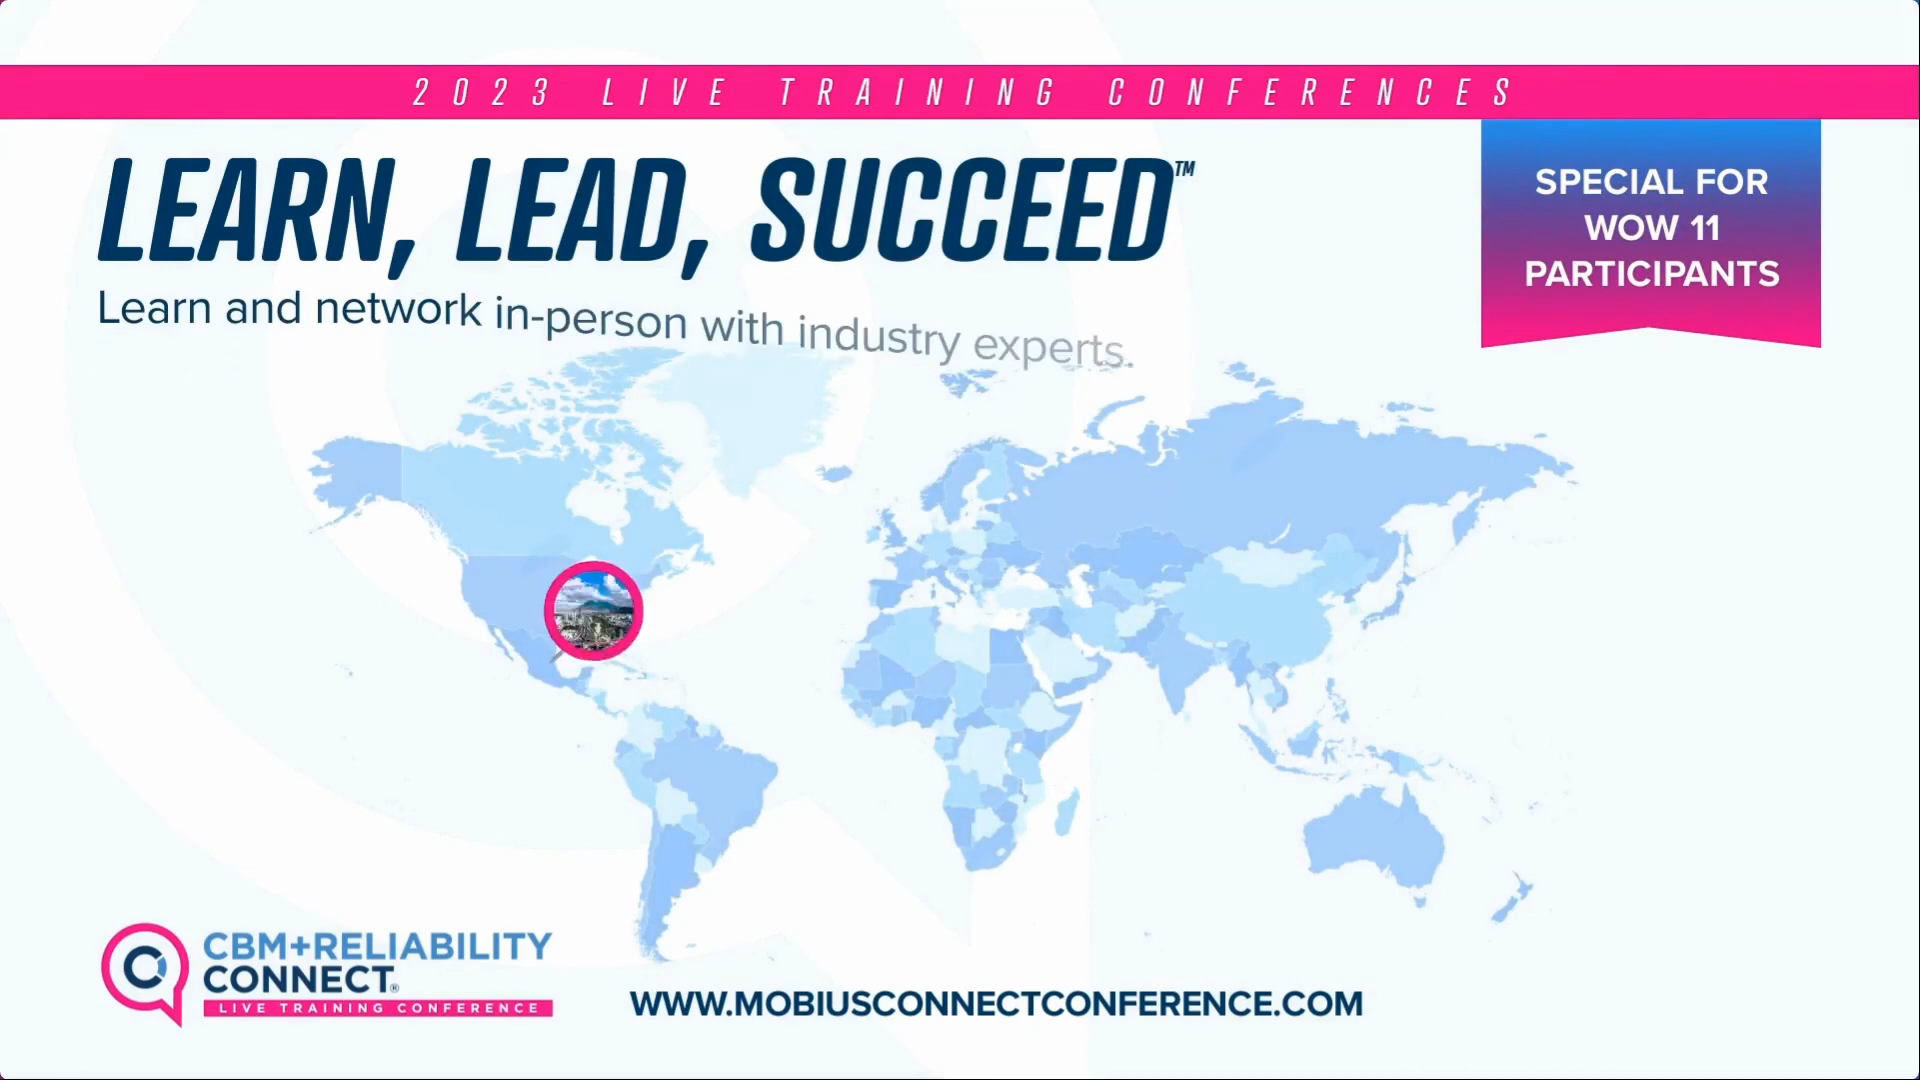 2023 LIVE TRAINING CONFERENCES
LEARN, LEAD, SUCCEED™
Learn and network in-person with industry experts.
SPECIAL FOR
WOW 11
PARTICIPANTS
CBM+RELIABILITY
CONNECT®
LIVE TRAINING CONFERENCE
WWW.MOBIUSCONNECTCONFERENCE.COM